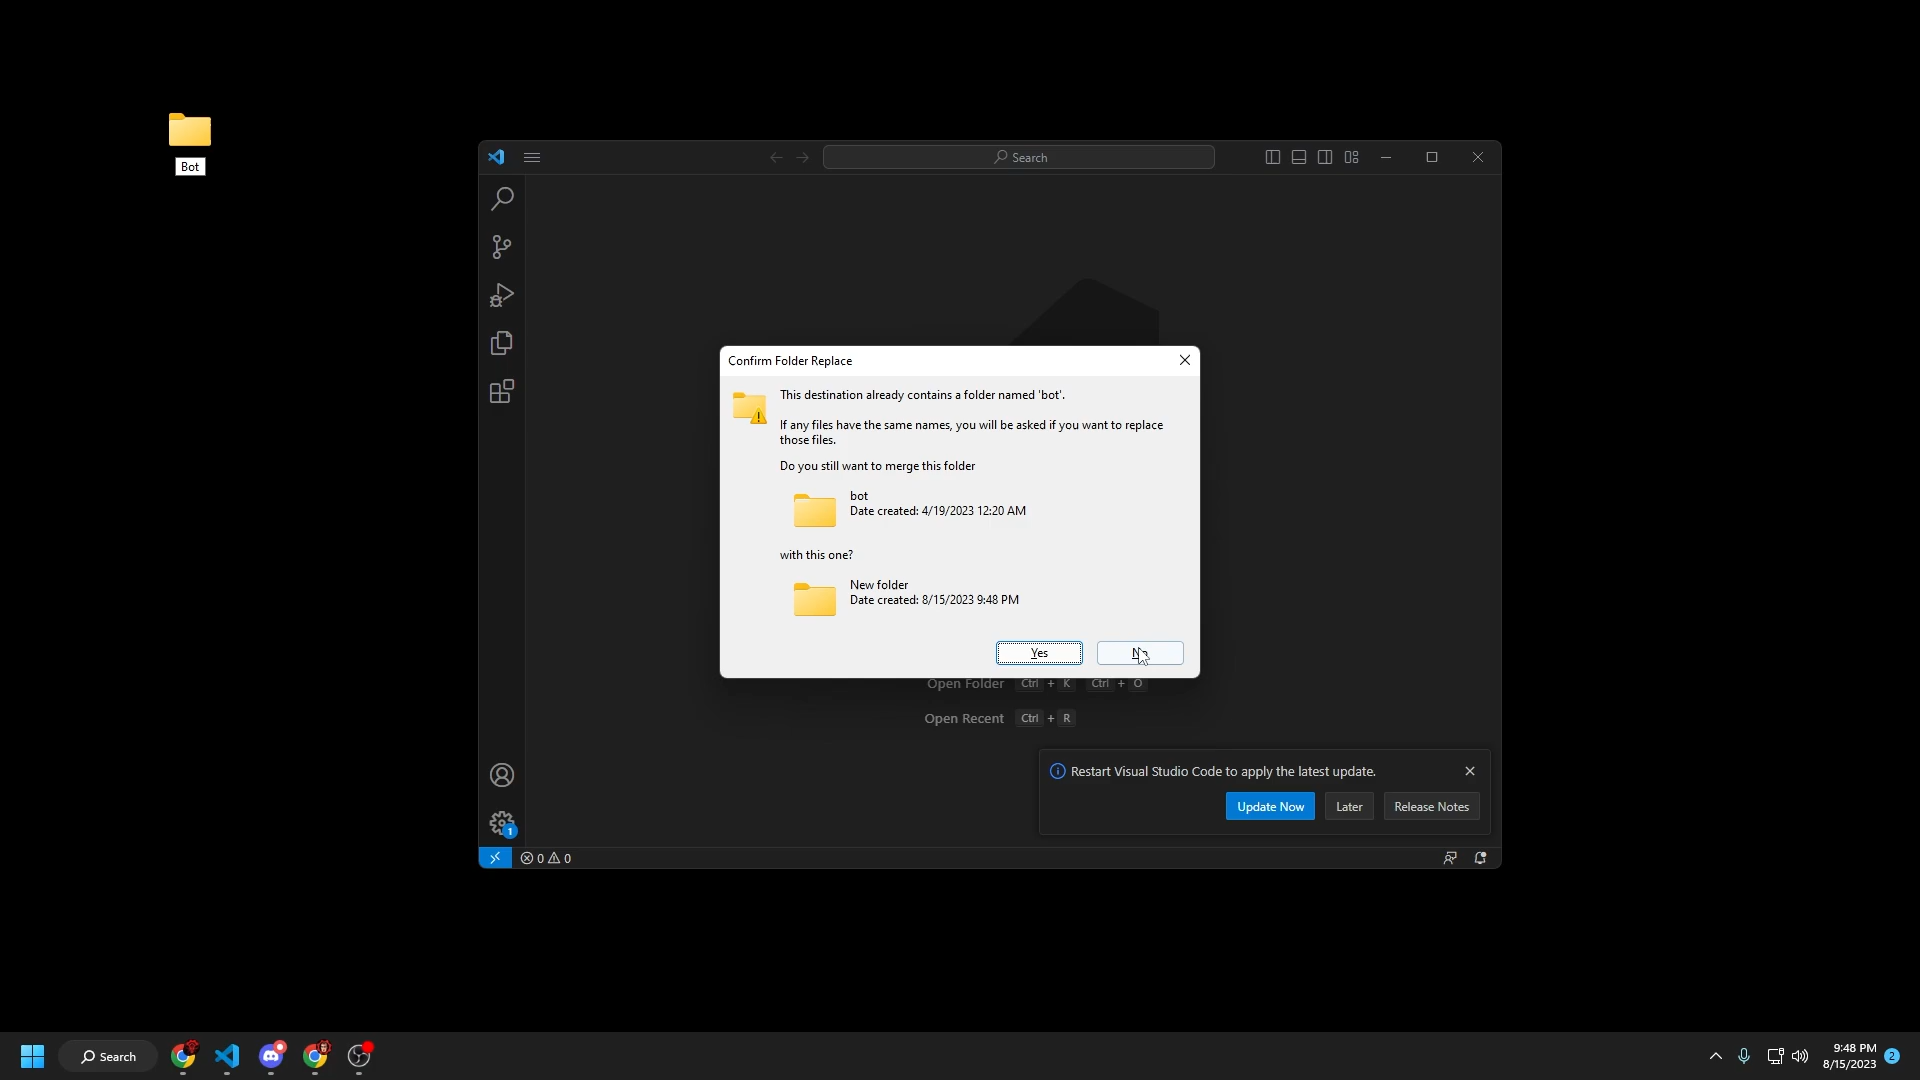 Bot
Search
Confirm Folder Replace
This destination already contains a folder named 'bot'.
If any files have the same names, you will be asked if you want to replace
those files.
Do you still want to merge this folder
bot
Date created: 4/19/2023 12:20 AM
with this one?
New folder
Date created: 8/15/2023 9:48 PM
Yes
No
Open Folder Ctrl + K Ctrl + O
Open Recent Ctrl + R
Restart Visual Studio Code to apply the latest update.
Update Now
Later
Release Notes
1
0 0
Search
9:48 PM
8/15/2023
2